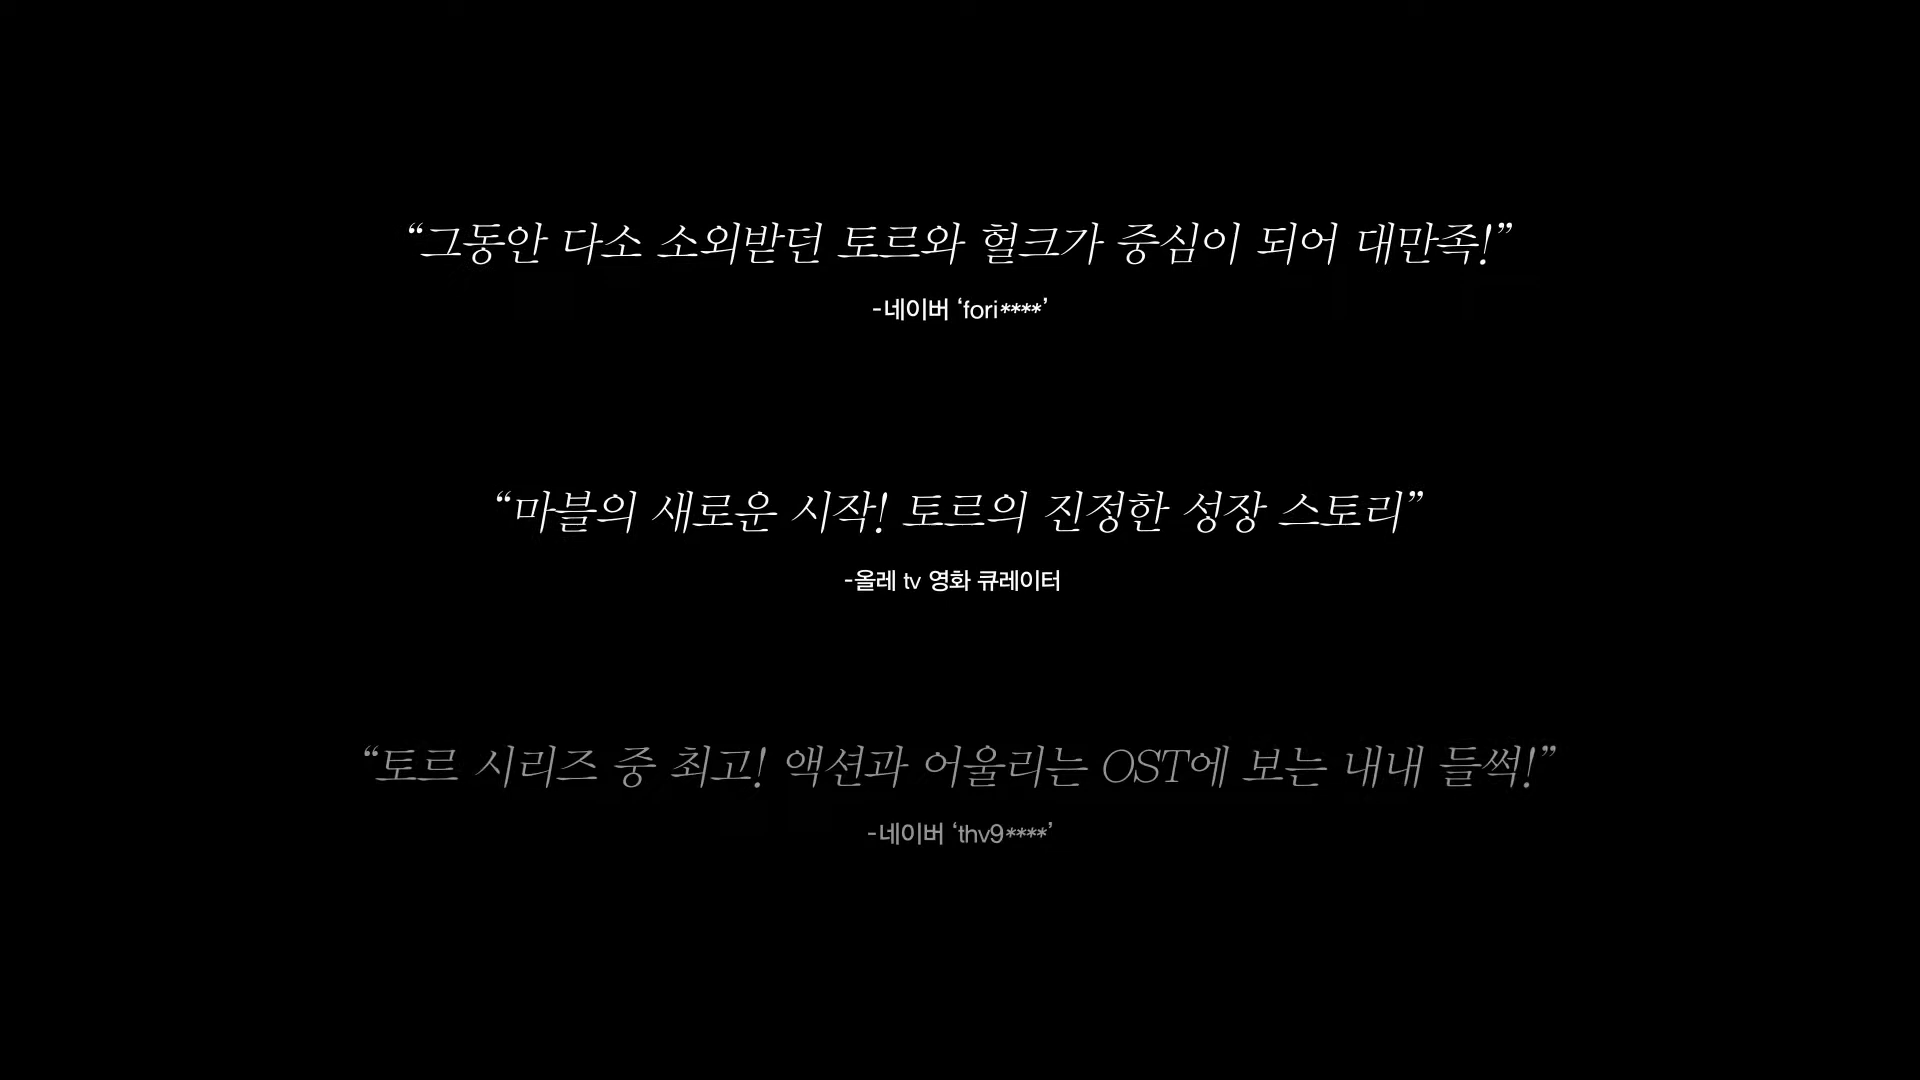 “그동안 다소 소외받던 토르와 헐크가 중심이 되어 대만족!”
-네이버 ‘fori****’
“마블의 새로운 시작! 토르의 진정한 성장 스토리”
-올레 tv 영화 큐레이터
“토르 시리즈 중 최고! 액션과 어울리는 OST에 보는 내내 들썩!”
-네이버 ‘thv9****’